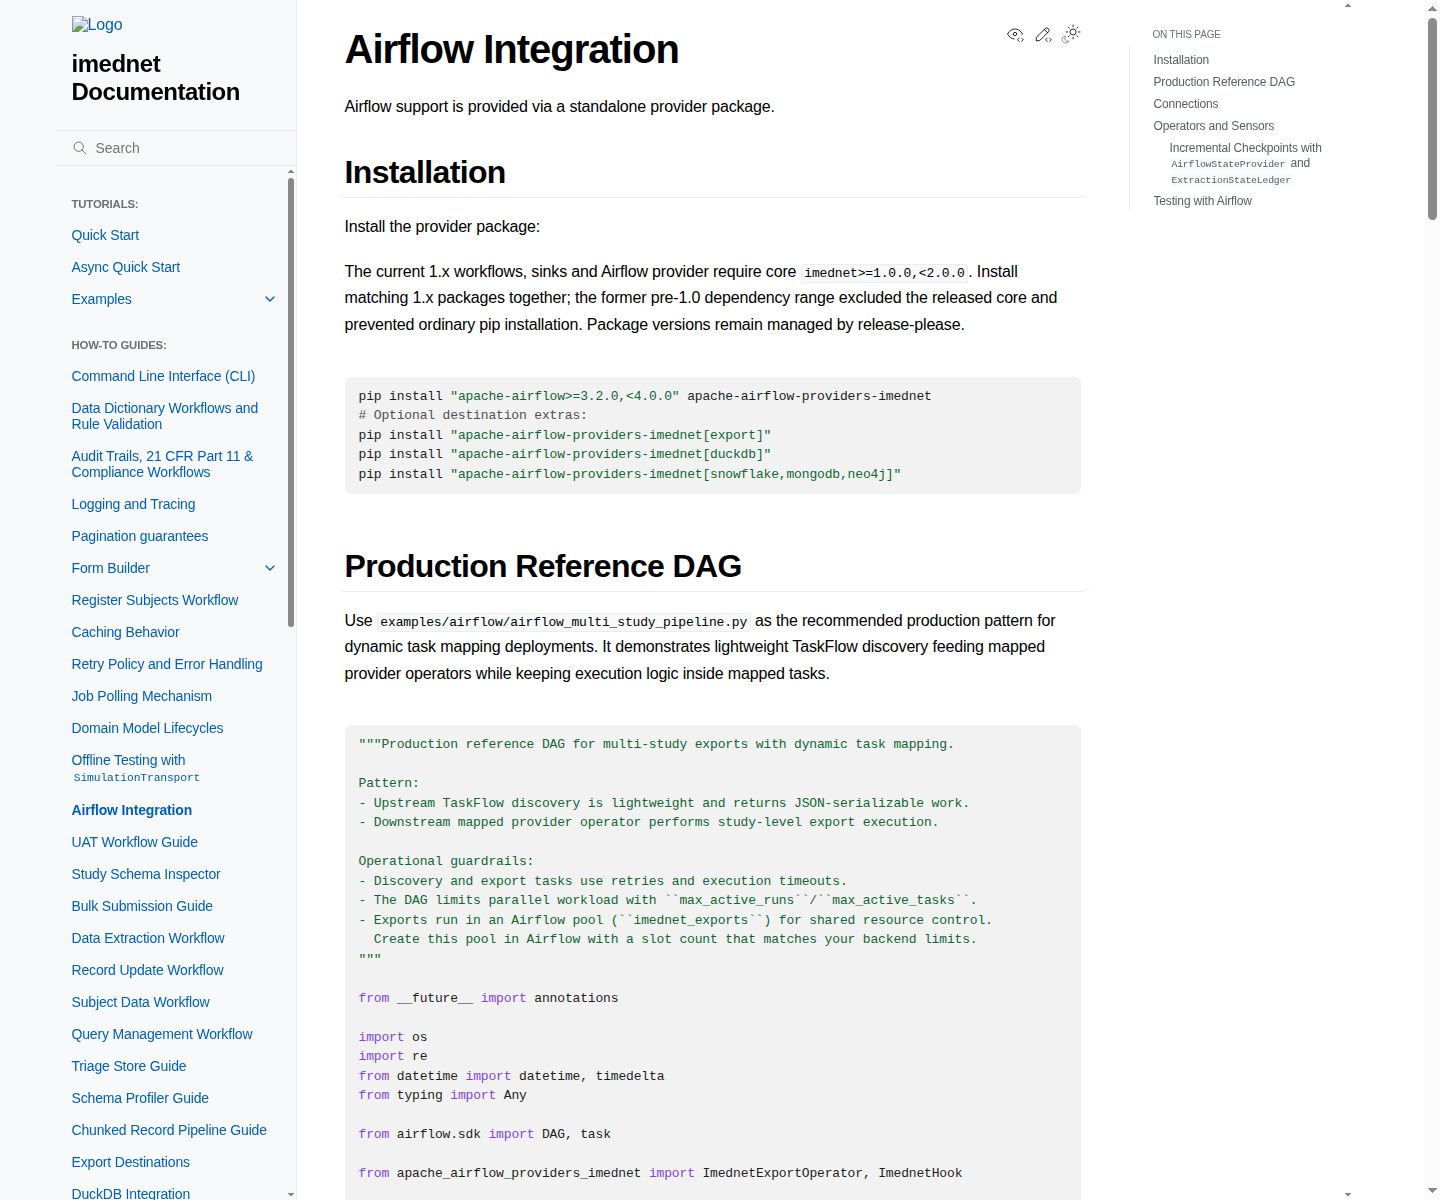 Logo
imednet
Documentation
Search
TUTORIALS:
Quick Start
Async Quick Start
Examples
HOW-TO GUIDES:
Command Line Interface (CLI)
Data Dictionary Workflows and
Rule Validation
Audit Trails, 21 CFR Part 11 &
Compliance Workflows
Logging and Tracing
Pagination guarantees
Form Builder
Register Subjects Workflow
Caching Behavior
Retry Policy and Error Handling
Job Polling Mechanism
Domain Model Lifecycles
Offline Testing with
SimulationTransport
Airflow Integration
UAT Workflow Guide
Study Schema Inspector
Bulk Submission Guide
Data Extraction Workflow
Record Update Workflow
Subject Data Workflow
Query Management Workflow
Triage Store Guide
Schema Profiler Guide
Chunked Record Pipeline Guide
Export Destinations
DuckDB Integration
Airflow Integration
Airflow support is provided via a standalone provider package.
Installation
Install the provider package:
The current 1.x workflows, sinks and Airflow provider require core imednet>=1.0.0,<2.0.0. Install
matching 1.x packages together; the former pre-1.0 dependency range excluded the released core and
prevented ordinary pip installation. Package versions remain managed by release-please.
pip install "apache-airflow>=3.2.0,<4.0.0" apache-airflow-providers-imednet
# Optional destination extras:
pip install "apache-airflow-providers-imednet[export]"
pip install "apache-airflow-providers-imednet[duckdb]"
pip install "apache-airflow-providers-imednet[snowflake,mongodb,neo4j]"
Production Reference DAG
Use examples/airflow/airflow_multi_study_pipeline.py as the recommended production pattern for
dynamic task mapping deployments. It demonstrates lightweight TaskFlow discovery feeding mapped
provider operators while keeping execution logic inside mapped tasks.
"""Production reference DAG for multi-study exports with dynamic task mapping.
Pattern:
- Upstream TaskFlow discovery is lightweight and returns JSON-serializable work.
- Downstream mapped provider operator performs study-level export execution.
Operational guardrails:
- Discovery and export tasks use retries and execution timeouts.
- The DAG limits parallel workload with ``max_active_runs``/``max_active_tasks``.
- Exports run in an Airflow pool (``imednet_exports``) for shared resource control.
  Create this pool in Airflow with a slot count that matches your backend limits.
"""
from __future__ import annotations
import os
import re
from datetime import datetime, timedelta
from typing import Any
from airflow.sdk import DAG, task
from apache_airflow_providers_imednet import ImednetExportOperator, ImednetHook
ON THIS PAGE
Installation
Production Reference DAG
Connections
Operators and Sensors
Incremental Checkpoints with
AirflowStateProvider and
ExtractionStateLedger
Testing with Airflow